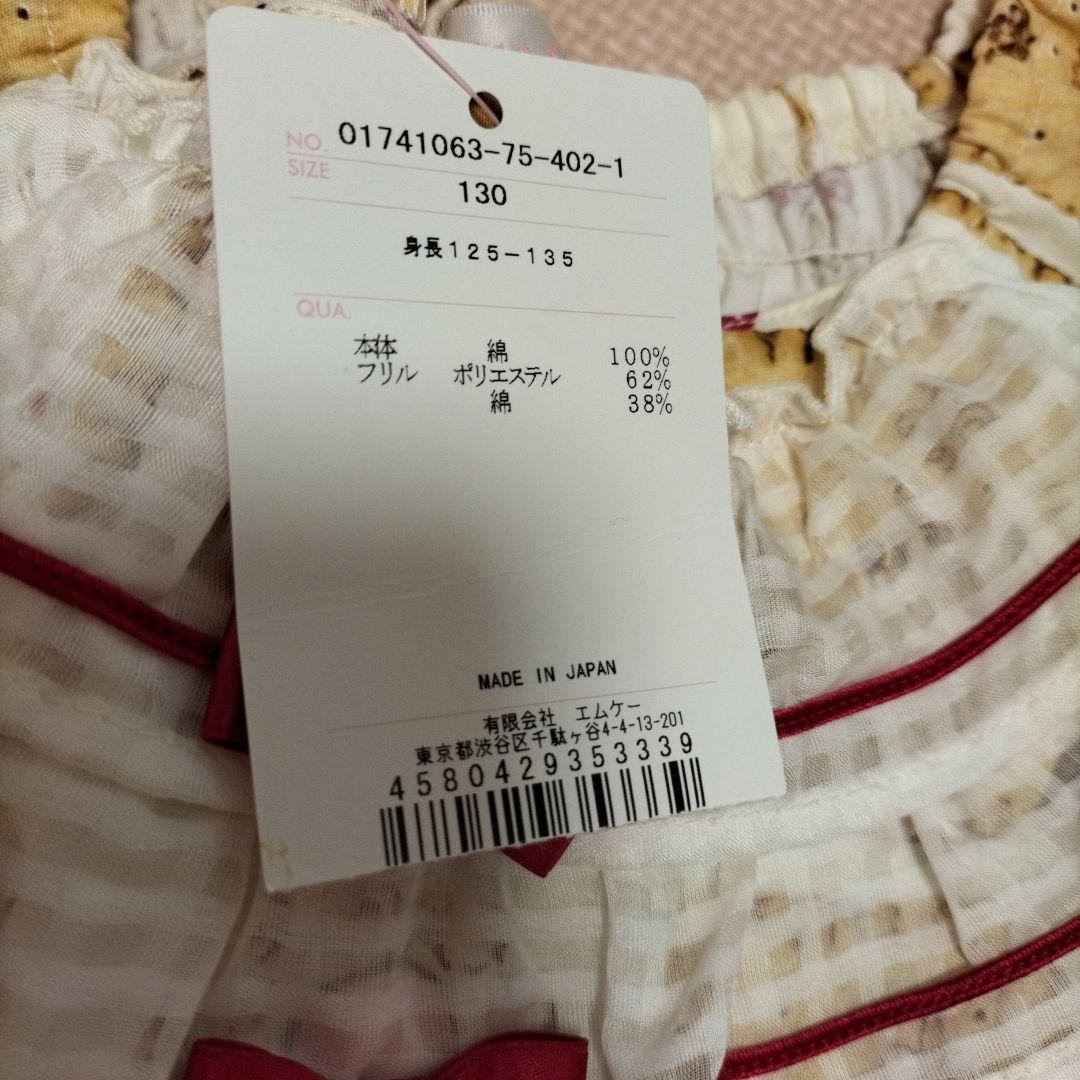 NO. 01741063-75-402-1
SIZE
130
身長125-135
QUA.
本体 綿 100%
フリル ポリエステル 62%
綿 38%
MADE IN JAPAN
有限会社 エムケー
東京都渋谷区千駄ヶ谷4-4-13-201
4580429353339